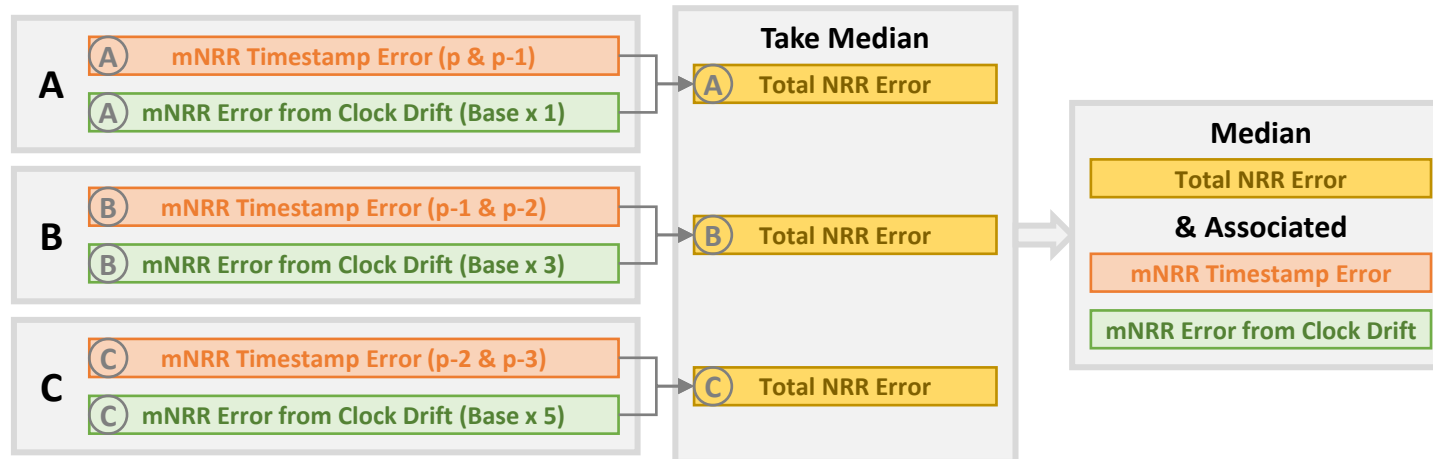 A
A mNRR Timestamp Error (p & p-1)
A mNRR Error from Clock Drift (Base x 1)
B
B mNRR Timestamp Error (p-1 & p-2)
B mNRR Error from Clock Drift (Base x 3)
C
C mNRR Timestamp Error (p-2 & p-3)
C mNRR Error from Clock Drift (Base x 5)
Take Median
A Total NRR Error
B Total NRR Error
C Total NRR Error
Median
Total NRR Error
& Associated
mNRR Timestamp Error
mNRR Error from Clock Drift